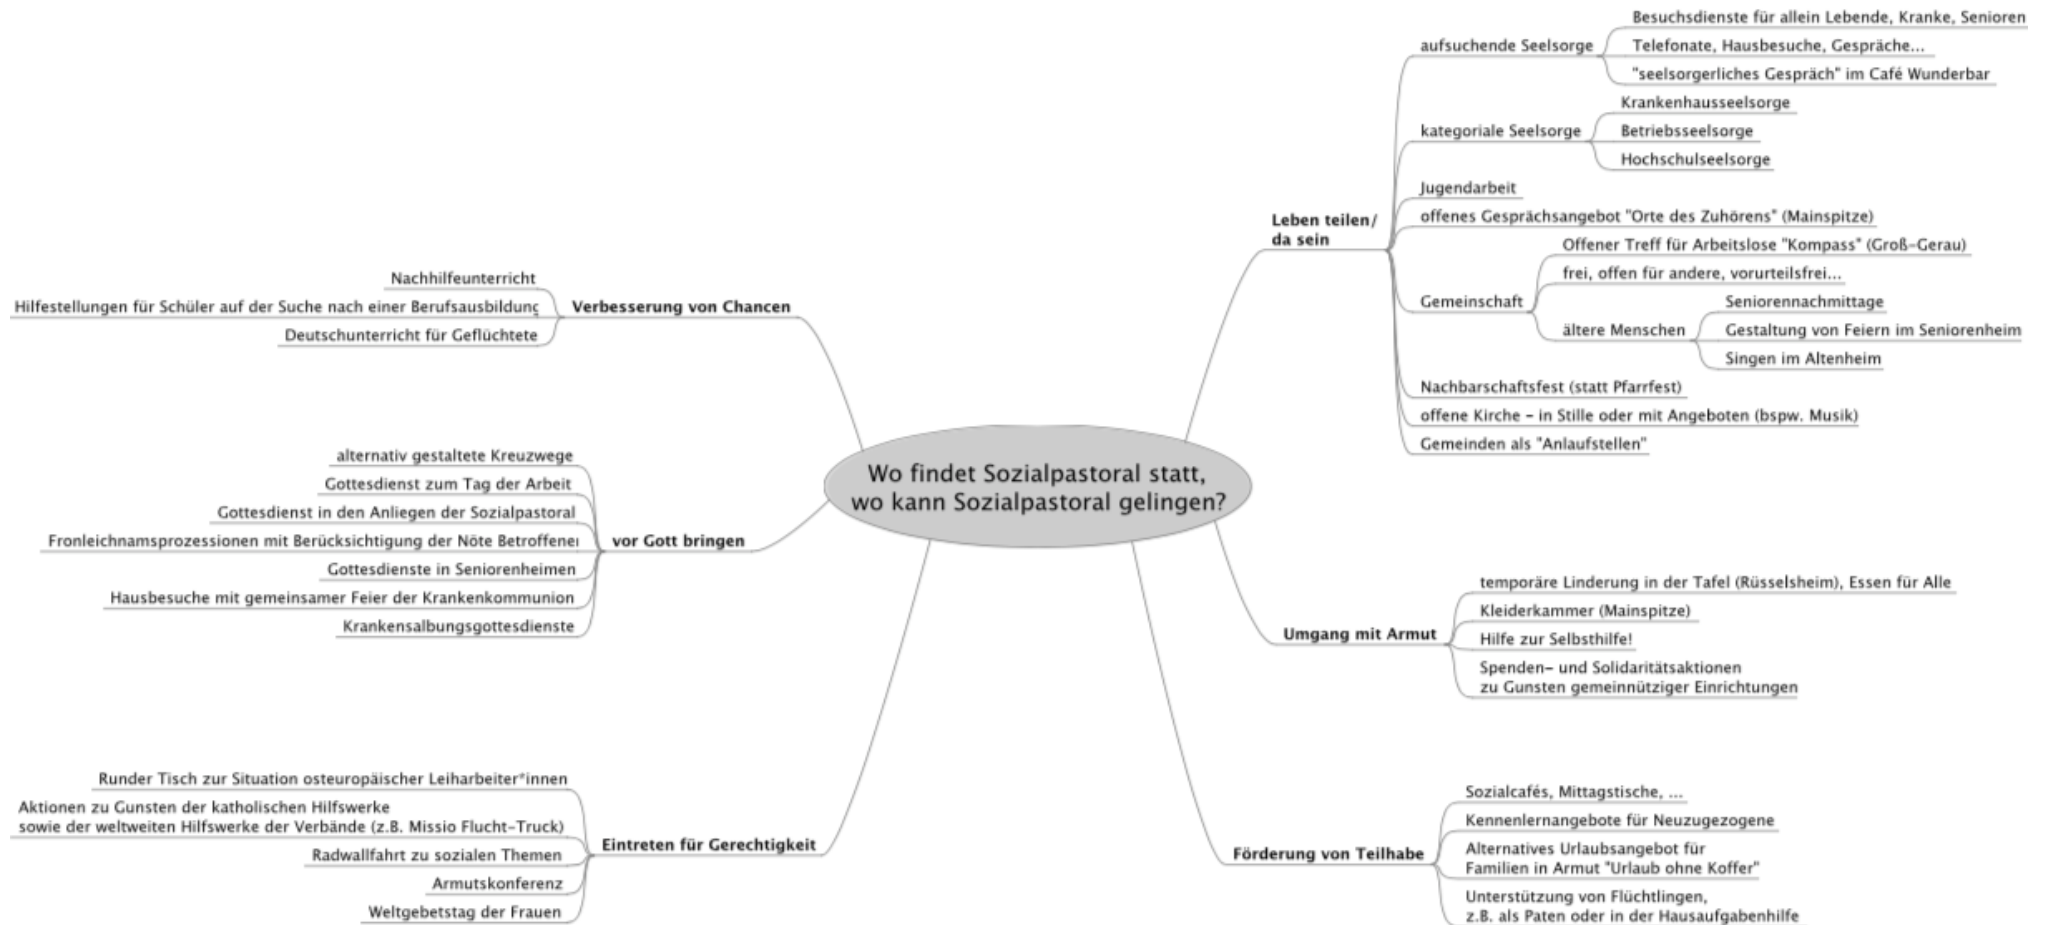 Wo findet Sozialpastoral statt,
wo kann Sozialpastoral gelingen?
Leben teilen/
da sein
aufsuchende Seelsorge
Besuchsdienste für allein Lebende, Kranke, Senioren
Telefonate, Hausbesuche, Gespräche...
"seelsorgerliches Gespräch" im Café Wunderbar
kategoriale Seelsorge
Krankenhausseelsorge
Betriebsseelsorge
Hochschulseelsorge
Jugendarbeit
offenes Gesprächsangebot "Orte des Zuhörens" (Mainspitze)
Gemeinschaft
Offener Treff für Arbeitslose "Kompass" (Groß-Gerau)
frei, offen für andere, vorurteilsfrei...
ältere Menschen
Seniorennachmittage
Gestaltung von Feiern im Seniorenheim
Singen im Altenheim
Nachbarschaftsfest (statt Pfarrfest)
offene Kirche - in Stille oder mit Angeboten (bspw. Musik)
Gemeinden als "Anlaufstellen"
Umgang mit Armut
temporäre Linderung in der Tafel (Rüsselsheim), Essen für Alle
Kleiderkammer (Mainspitze)
Hilfe zur Selbsthilfe!
Spenden- und Solidaritätsaktionen
zu Gunsten gemeinnütziger Einrichtungen
Förderung von Teilhabe
Sozialcafés, Mittagstische, ...
Kennenlernangebote für Neuzugezogene
Alternatives Urlaubsangebot für
Familien in Armut "Urlaub ohne Koffer"
Unterstützung von Flüchtlingen,
z.B. als Paten oder in der Hausaufgabenhilfe
Verbesserung von Chancen
Nachhilfeunterricht
Hilfestellungen für Schüler auf der Suche nach einer Berufsausbildung
Deutschunterricht für Geflüchtete
vor Gott bringen
alternativ gestaltete Kreuzwege
Gottesdienst zum Tag der Arbeit
Gottesdienst in den Anliegen der Sozialpastoral
Fronleichnamsprozessionen mit Berücksichtigung der Nöte Betroffener
Gottesdienste in Seniorenheimen
Hausbesuche mit gemeinsamer Feier der Krankenkommunion
Krankensalbungsgottesdienste
Eintreten für Gerechtigkeit
Runder Tisch zur Situation osteuropäischer Leiharbeiter*innen
Aktionen zu Gunsten der katholischen Hilfswerke
sowie der weltweiten Hilfswerke der Verbände (z.B. Missio Flucht-Truck)
Radwallfahrt zu sozialen Themen
Armutskonferenz
Weltgebetstag der Frauen